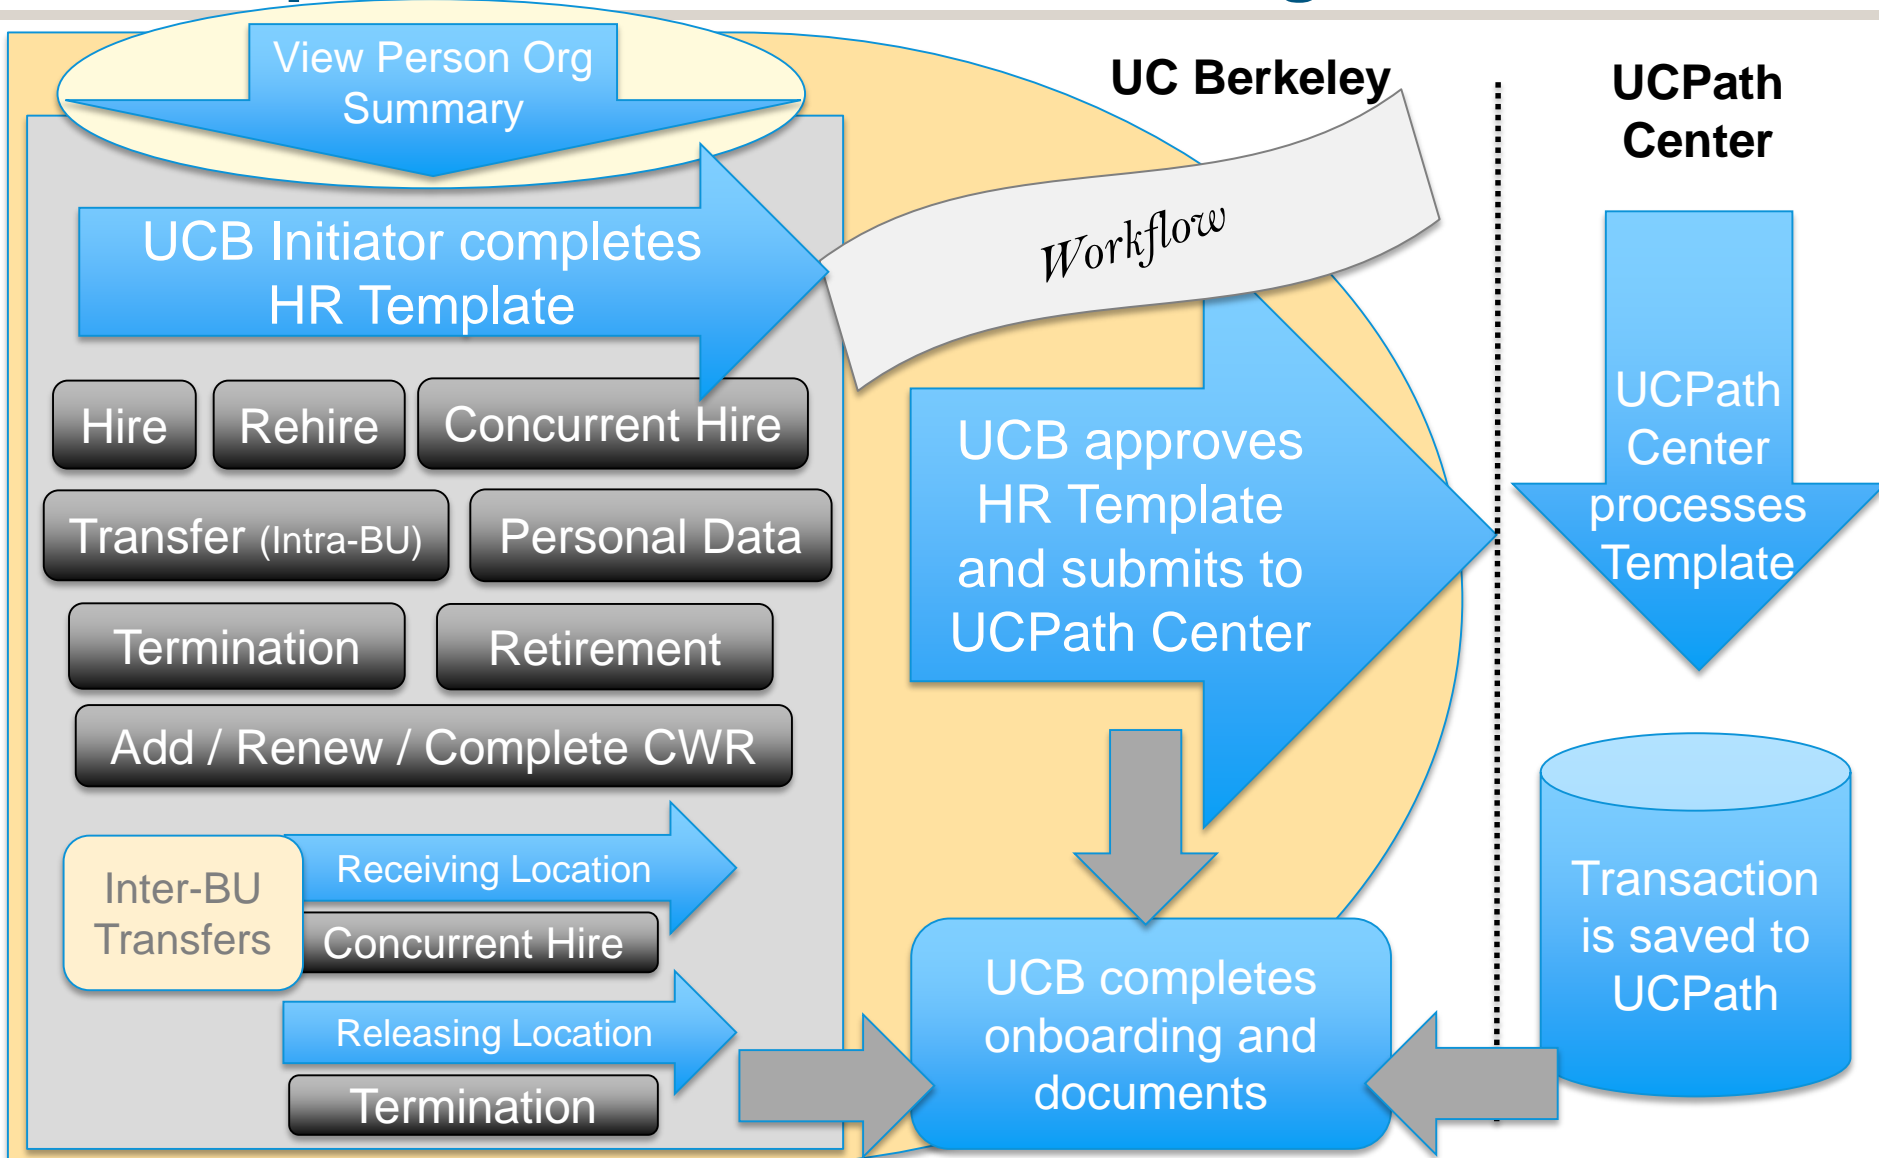 View Person Org
Summary
UC Berkeley
UCPath
Center
Workflow
UCB Initiator completes
HR Template
Hire
Rehire
Concurrent Hire
Transfer (Intra-BU)
Personal Data
Termination
Retirement
Add / Renew / Complete CWR
Inter-BU
Transfers
Receiving Location
Concurrent Hire
Releasing Location
Termination
UCB approves
HR Template
and submits to
UCPath Center
UCB completes
onboarding and
documents
UCPath
Center
processes
Template
Transaction
is saved to
UCPath